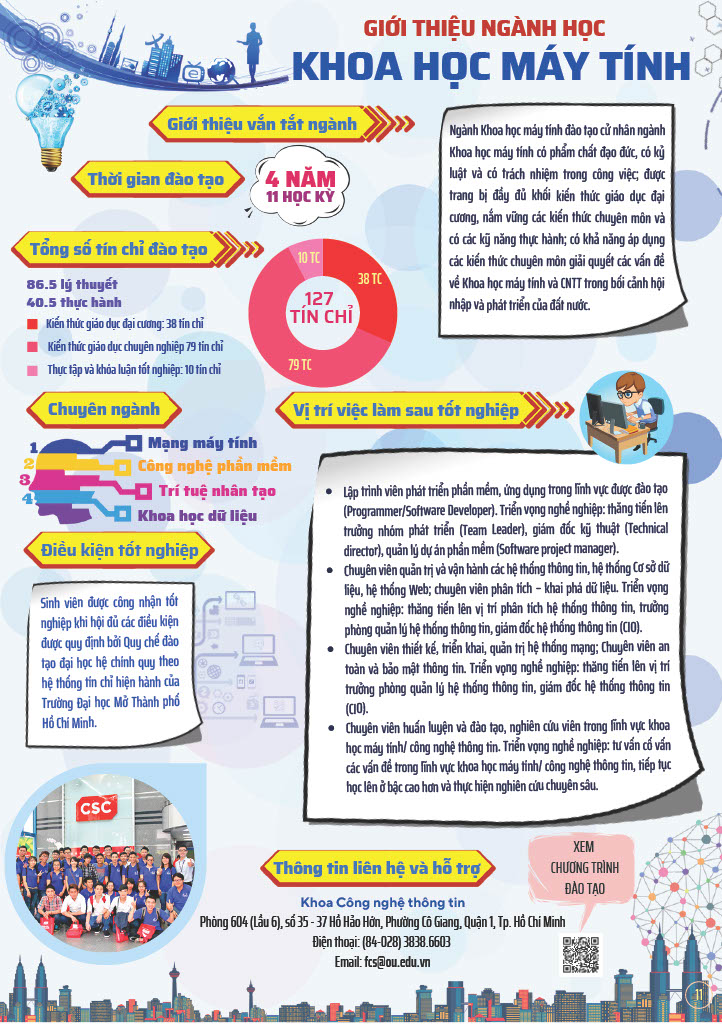 GIỚI THIỆU NGÀNH HỌC
KHOA HỌC MÁY TÍNH
Giới thiệu vắn tắt ngành
Ngành Khoa học máy tính đào tạo cử nhân ngành
Khoa học máy tính có phẩm chất đạo đức, có kỷ
luật và có trách nhiệm trong công việc; được
trang bị đầy đủ khối kiến thức giáo dục đại
cương, nắm vững các kiến thức chuyên môn và
có các kỹ năng thực hành; có khả năng áp dụng
các kiến thức chuyên môn giải quyết các vấn đề
về Khoa học máy tính và CNTT trong bối cảnh hội
nhập và phát triển của đất nước.
Thời gian đào tạo
4 NĂM
11 HỌC KỲ
Tổng số tín chỉ đào tạo
86.5 lý thuyết
40.5 thực hành
Kiến thức giáo dục đại cương: 38 tín chỉ
Kiến thức giáo dục chuyên nghiệp 79 tín chỉ
Thực tập và khóa luận tốt nghiệp: 10 tín chỉ
10 TC
38 TC
127
TÍN CHỈ
79 TC
Chuyên ngành
1 Mạng máy tính
2 Công nghệ phần mềm
3 Trí tuệ nhân tạo
4 Khoa học dữ liệu
Vị trí việc làm sau tốt nghiệp
• Lập trình viên phát triển phần mềm, ứng dụng trong lĩnh vực được đào tạo
(Programmer/Software Developer). Triển vọng nghề nghiệp: thăng tiến lên
trưởng nhóm phát triển (Team Leader), giám đốc kỹ thuật (Technical
director), quản lý dự án phần mềm (Software project manager).
• Chuyên viên quản trị và vận hành các hệ thống thông tin, hệ thống Cơ sở dữ
liệu, hệ thống Web; chuyên viên phân tích – khai phá dữ liệu. Triển vọng
nghề nghiệp: thăng tiến lên vị trí phân tích hệ thống thông tin, trưởng
phòng quản lý hệ thống thông tin, giám đốc hệ thống thông tin (CIO).
• Chuyên viên thiết kế, triển khai, quản trị hệ thống mạng; Chuyên viên an
toàn và bảo mật thông tin. Triển vọng nghề nghiệp: thăng tiến lên vị trí
trưởng phòng quản lý hệ thống thông tin, giám đốc hệ thống thông tin
(CIO).
• Chuyên viên huấn luyện và đào tạo, nghiên cứu viên trong lĩnh vực khoa
học máy tính/ công nghệ thông tin. Triển vọng nghề nghiệp: tư vấn cố vấn
các vấn đề trong lĩnh vực khoa học máy tính/ công nghệ thông tin, tiếp tục
học lên ở bậc cao hơn và thực hiện nghiên cứu chuyên sâu.
Điều kiện tốt nghiệp
Sinh viên được công nhận tốt
nghiệp khi hội đủ các điều kiện
được quy định bởi Quy chế đào
tạo đại học hệ chính quy theo
hệ thống tín chỉ hiện hành của
Trường Đại học Mở Thành phố
Hồ Chí Minh.
CSC
Thông tin liên hệ và hỗ trợ
Khoa Công nghệ thông tin
Phòng 604 (Lầu 6), số 35 - 37 Hồ Hảo Hớn, Phường Cô Giang, Quận 1, Tp. Hồ Chí Minh
Điện thoại: (84-028) 3838.6603
Email: fcs@ou.edu.vn
XEM
CHƯƠNG TRÌNH
ĐÀO TẠO
11